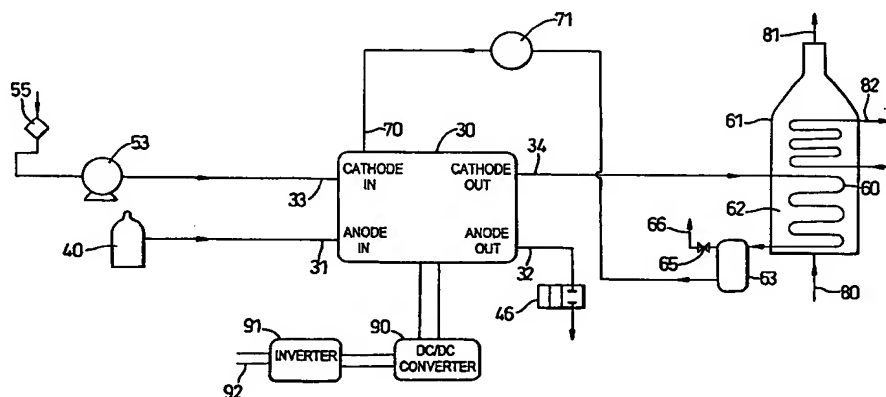 55
53
40
33
31
CATHODE
IN
ANODE
IN
70
30
CATHODE
OUT
ANODE
OUT
34
32
46
71
81
82
61
62
60
66
65
63
80
91
INVERTER
92
90
DC/DC
CONVERTER